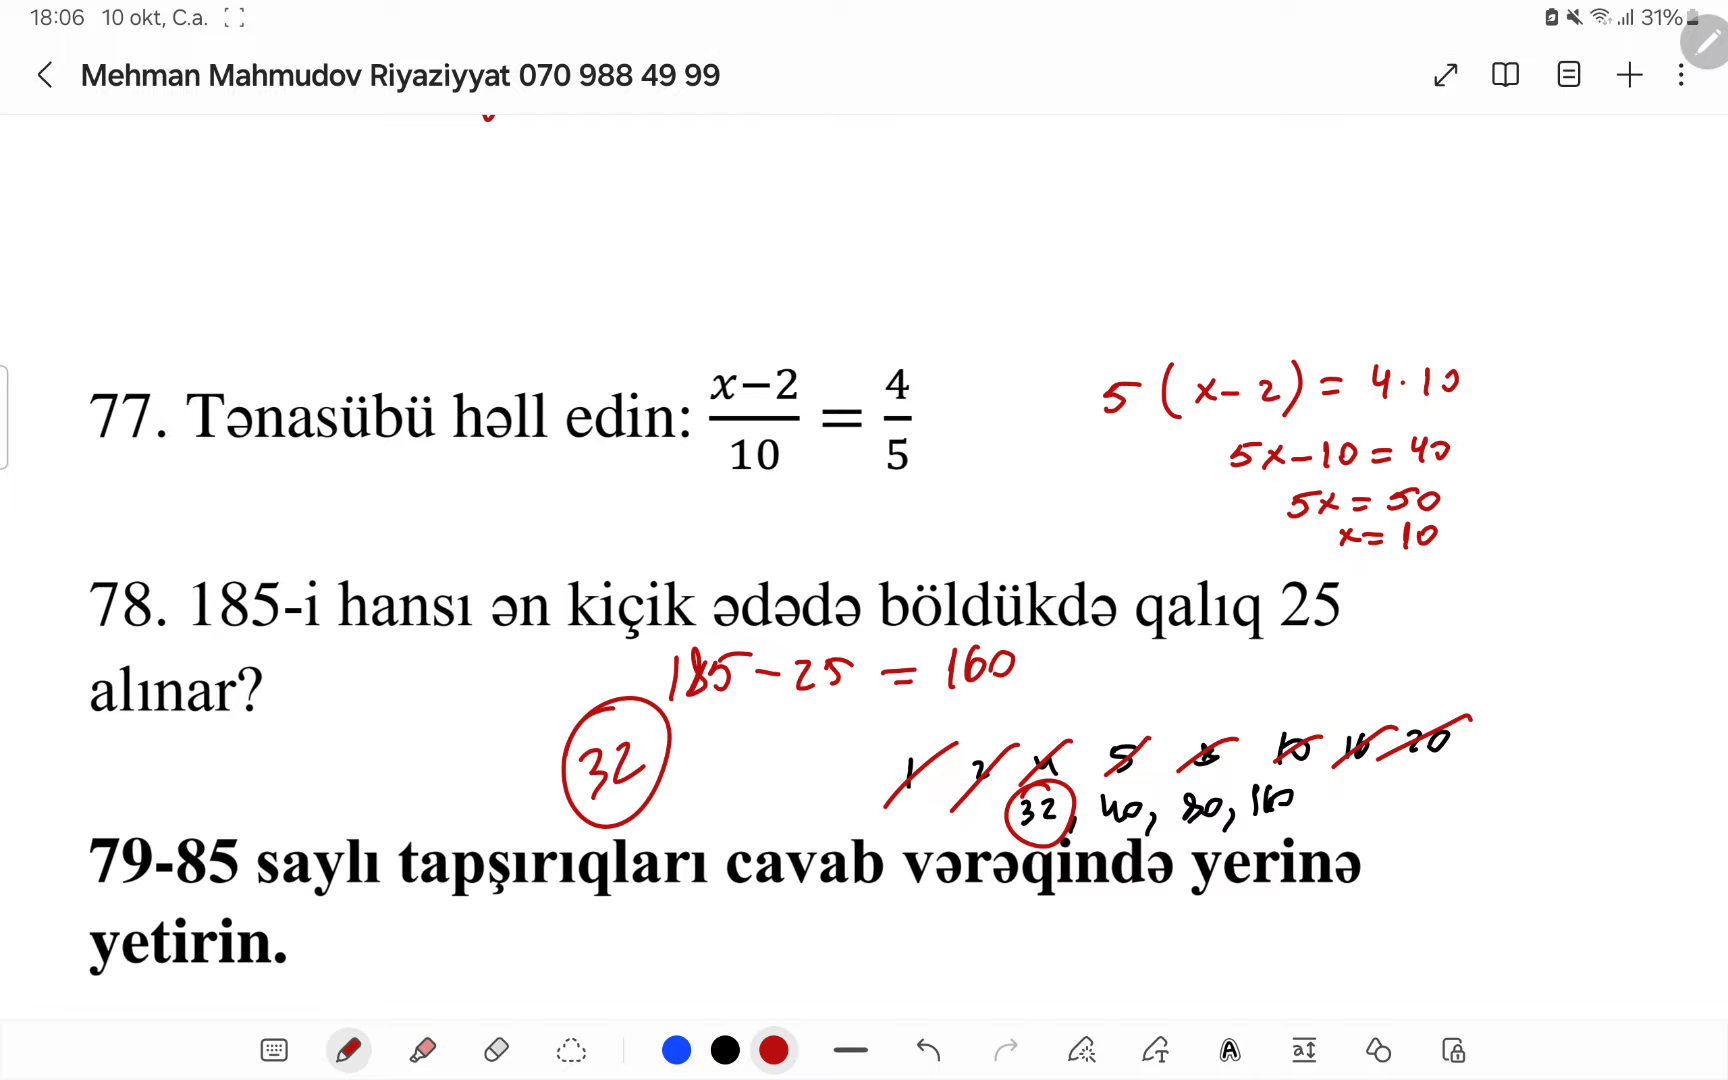 18:06 10 okt, C.a. 31%
Mehman Mahmudov Riyaziyyat 070 988 49 99
77. Tənasübü həll edin: x−2/10 = 4/5
5 ( x − 2 ) = 4 · 10
5x − 10 = 40
5x = 50
x = 10
78. 185-i hansı ən kiçik ədədə böldükdə qalıq 25
alınar?
185 − 25 = 160
32
1 2 4 5 8 10 16 20
32, 40, 80, 160
79-85 saylı tapşırıqları cavab vərəqində yerinə
yetirin.